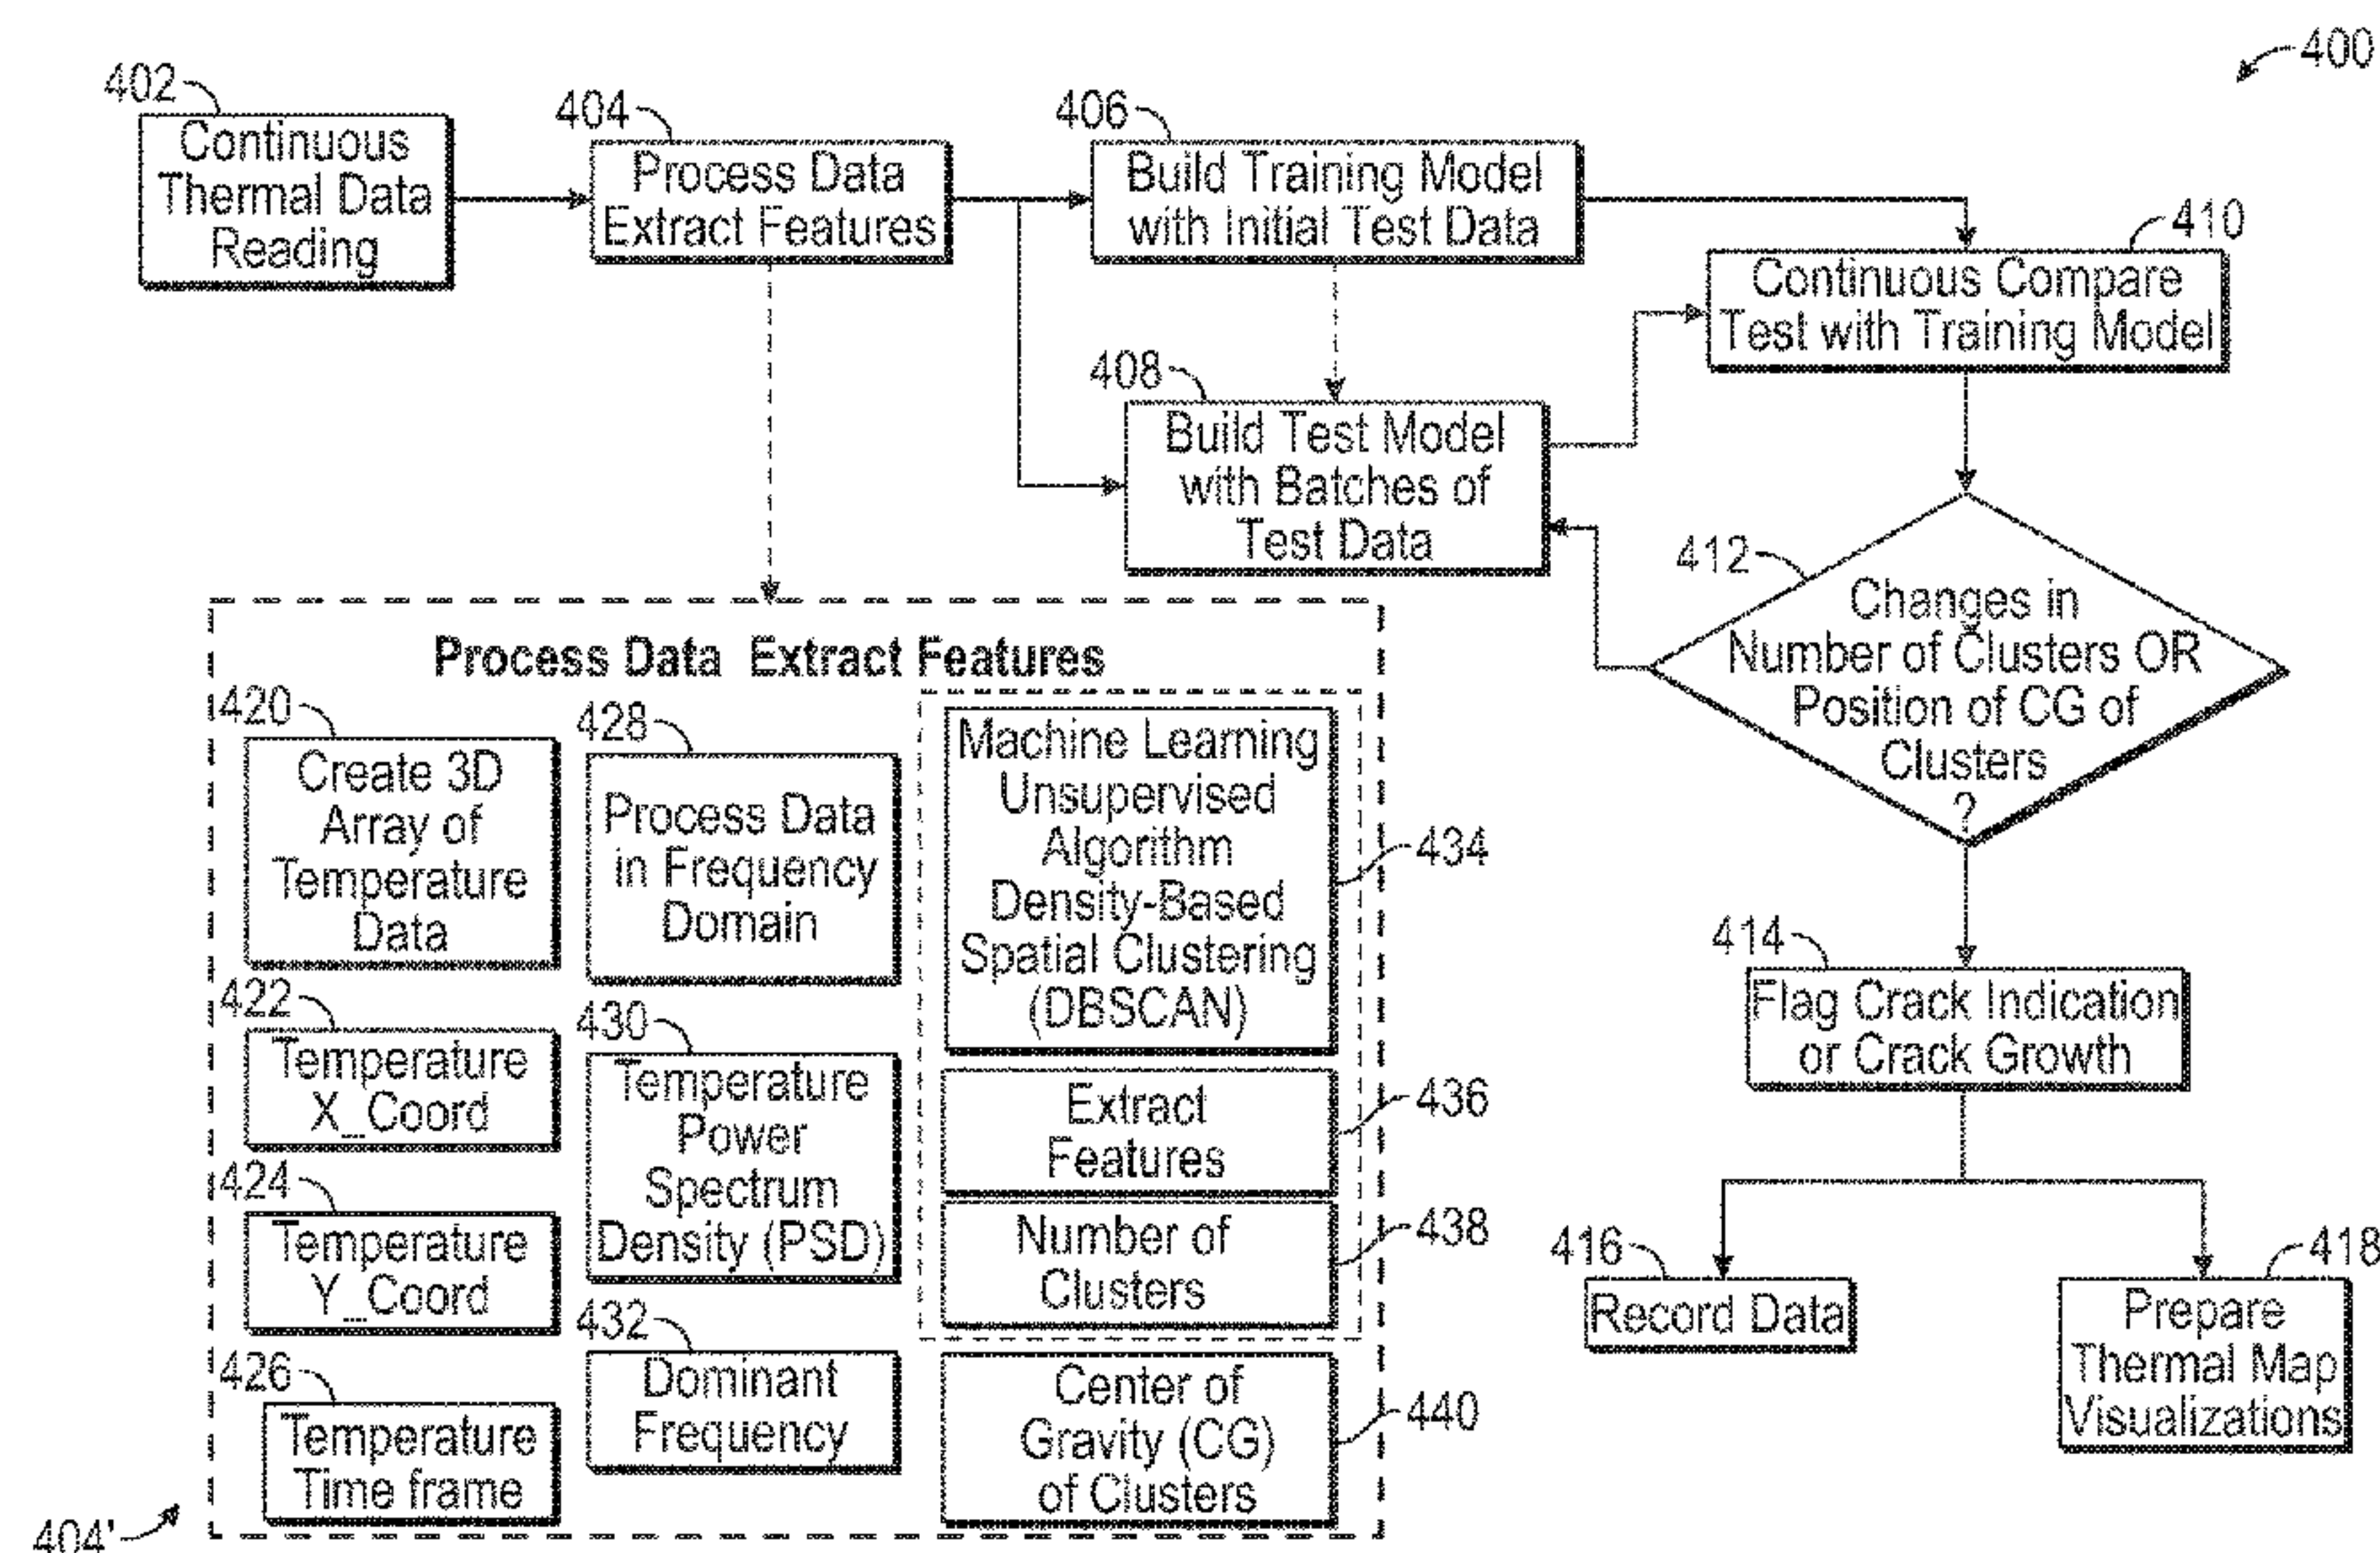 400
402
Continuous
Thermal Data
Reading
404
Process Data
Extract Features
406
Build Training Model
with Initial Test Data
410
Continuous Compare
Test with Training Model
408
Build Test Model
with Batches of
Test Data
412
Changes in
Number of Clusters OR
Position of CG of
Clusters
?
414
Flag Crack Indication
or Crack Growth
416
Record Data
418
Prepare
Thermal Map
Visualizations
Process Data Extract Features
420
Create 3D
Array of
Temperature
Data
422
Temperature
X_Coord
424
Temperature
Y_Coord
426
Temperature
Time frame
428
Process Data
in Frequency
Domain
430
Temperature
Power
Spectrum
Density (PSD)
432
Dominant
Frequency
Machine Learning
Unsupervised
Algorithm
Density-Based
Spatial Clustering
(DBSCAN)
434
Extract
Features
436
Number of
Clusters
438
Center of
Gravity (CG)
of Clusters
440
404'